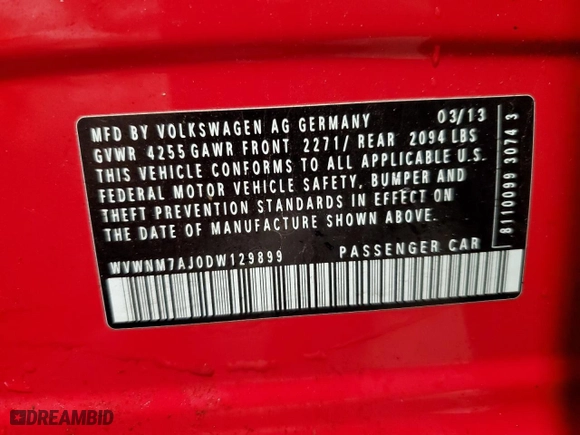 MFD BY VOLKSWAGEN AG GERMANY 03/13
GVWR 4255 GAWR FRONT 2271/ REAR 2094 LBS
THIS VEHICLE CONFORMS TO ALL APPLICABLE U.S.
FEDERAL MOTOR VEHICLE SAFETY, BUMPER AND
THEFT PREVENTION STANDARDS IN EFFECT ON
THE DATE OF MANUFACTURE SHOWN ABOVE.
WVWNM7AJ0DW129899 PASSENGER CAR
8110099 3074 3
DREAMBID